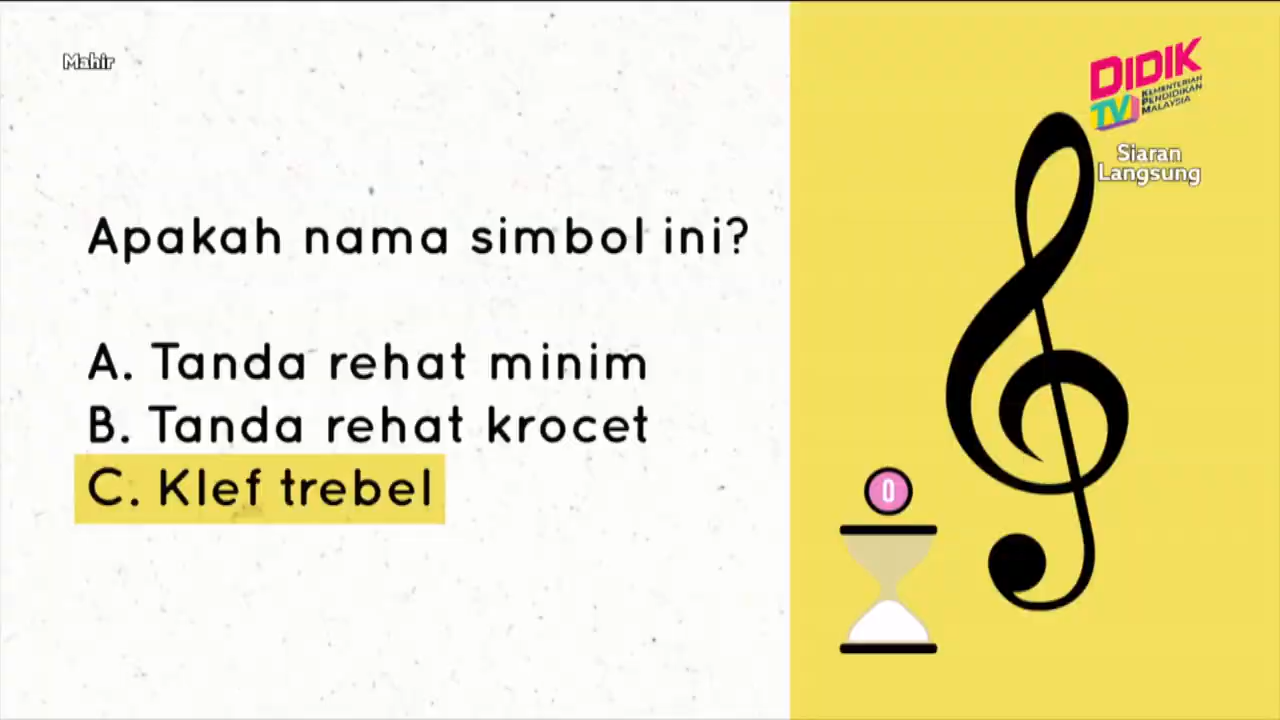 Mahir
DIDIK
TV
KEMENTERIAN
PENDIDIKAN
MALAYSIA
Siaran
Langsung
Apakah nama simbol ini?
A. Tanda rehat minim
B. Tanda rehat krocet
C. Klef trebel
0